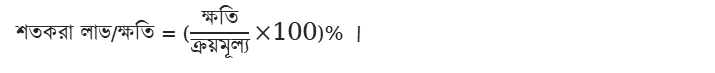 শতকরা লাভ/ক্ষতি = (ক্ষতি/ক্রয়মূল্য×100)% ।